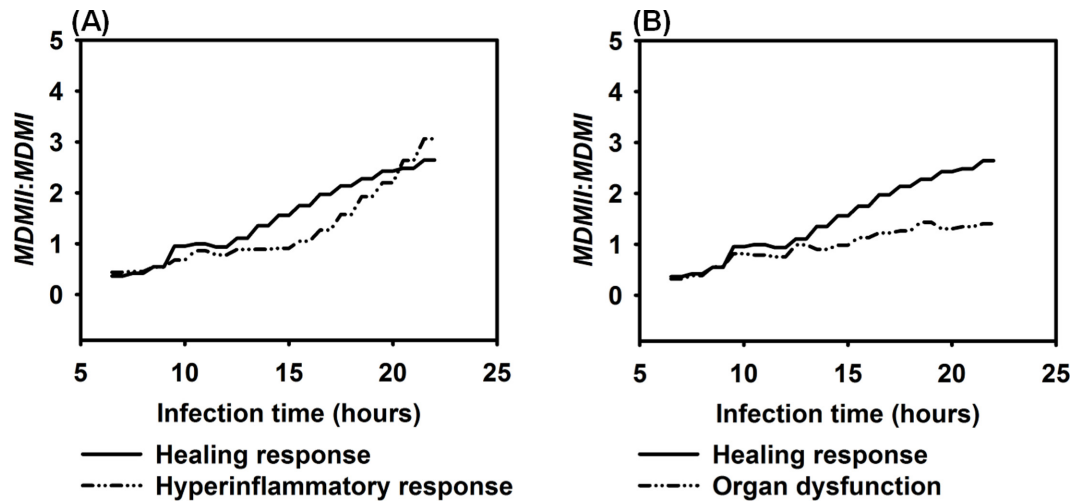 (A)
5
4
3
2
1
0
MDMII:MDMI
5 10 15 20 25
Infection time (hours)
Healing response
Hyperinflammatory response
(B)
5
4
3
2
1
0
MDMII:MDMI
5 10 15 20 25
Infection time (hours)
Healing response
Organ dysfunction